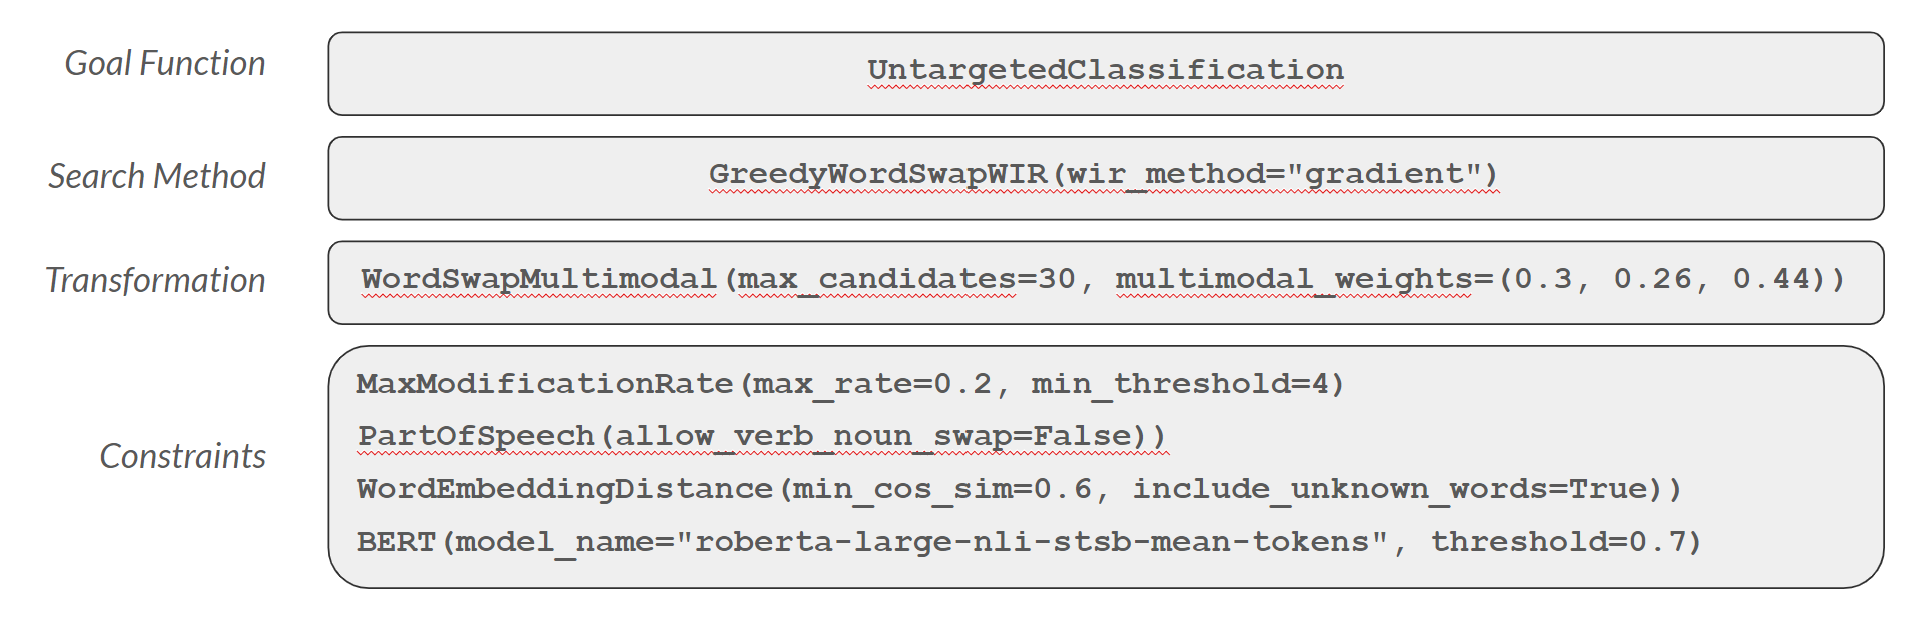 Goal Function
UntargetedClassification
Search Method
GreedyWordSwapWIR(wir_method="gradient")
Transformation
WordSwapMultimodal(max_candidates=30, multimodal_weights=(0.3, 0.26, 0.44))
Constraints
MaxModificationRate(max_rate=0.2, min_threshold=4)
PartOfSpeech(allow_verb_noun_swap=False))
WordEmbeddingDistance(min_cos_sim=0.6, include_unknown_words=True))
BERT(model_name="roberta-large-nli-stsb-mean-tokens", threshold=0.7)